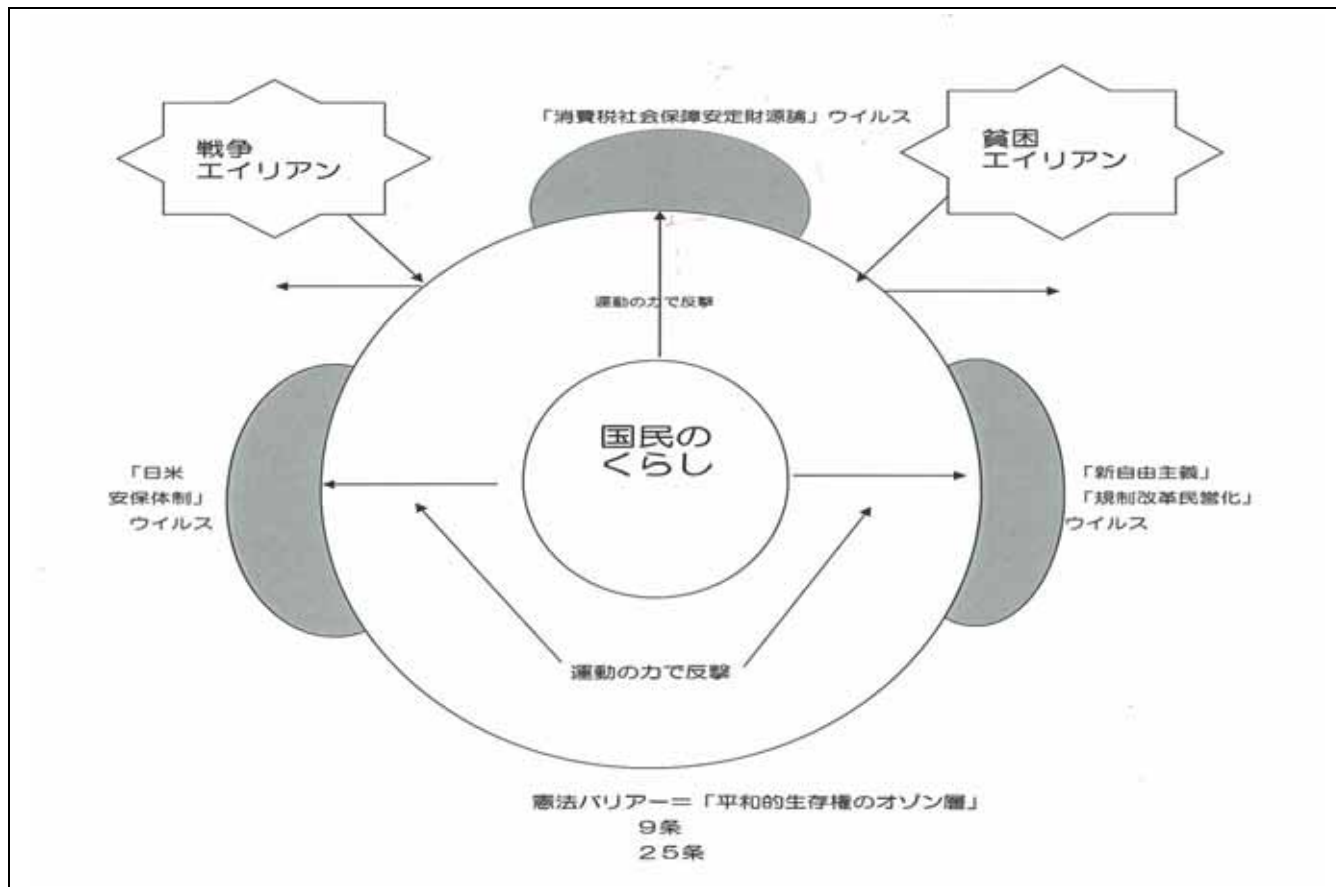 「消費税社会保障安定財源論」ウイルス
戦争
エイリアン
貧困
エイリアン
運動の力で反撃
国民の
くらし
「日米
安保体制」
ウイルス
「新自由主義」
「規制改革民営化」
ウイルス
運動の力で反撃
憲法バリアー＝「平和的生存権のオゾン層」
9条
25条